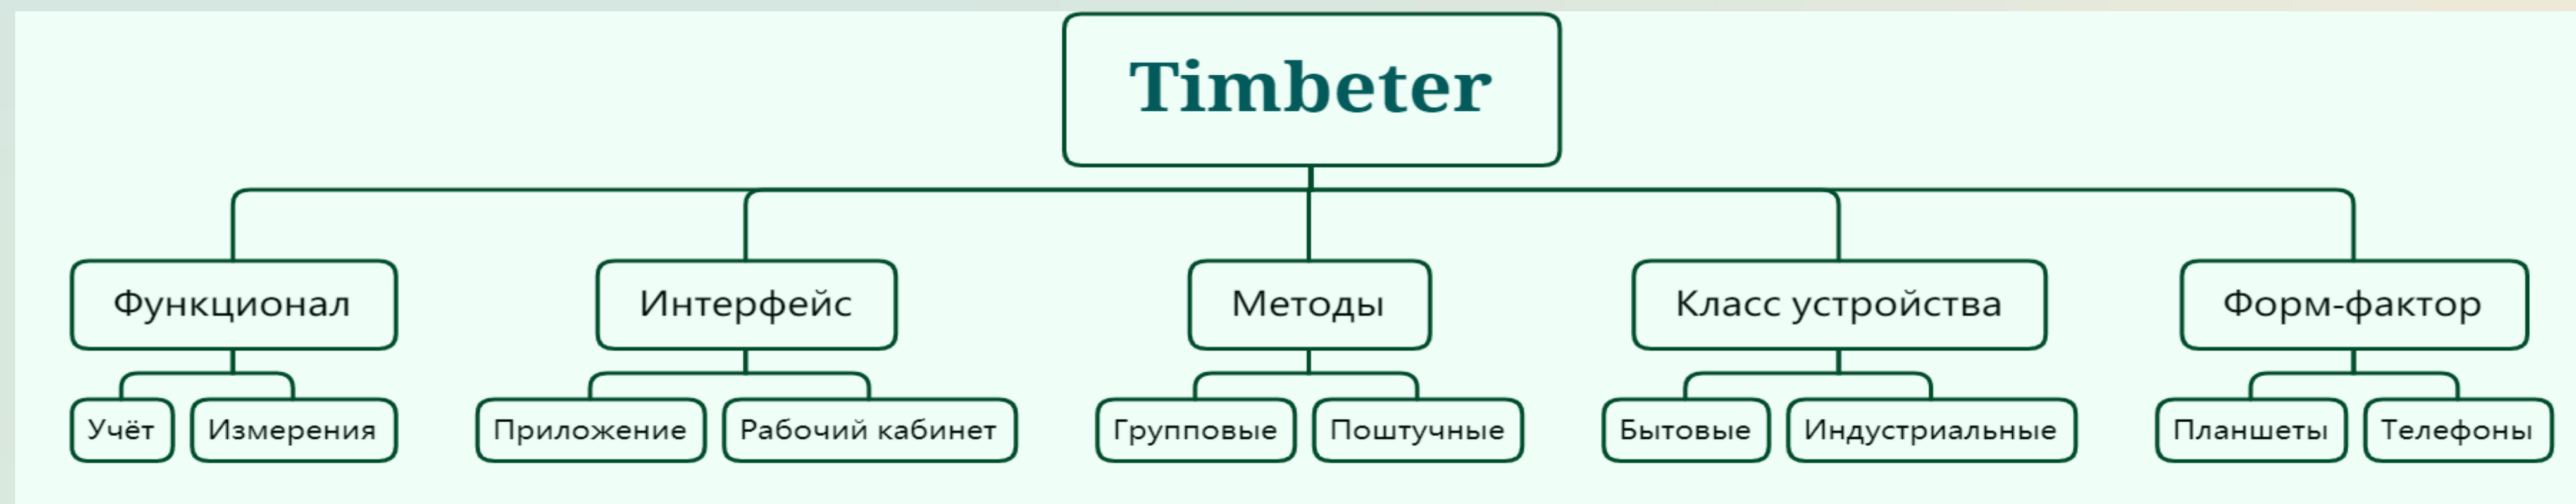 Timbeter
Функционал
Интерфейс
Методы
Класс устройства
Форм-фактор
Учёт
Измерения
Приложение
Рабочий кабинет
Групповые
Поштучные
Бытовые
Индустриальные
Планшеты
Телефоны